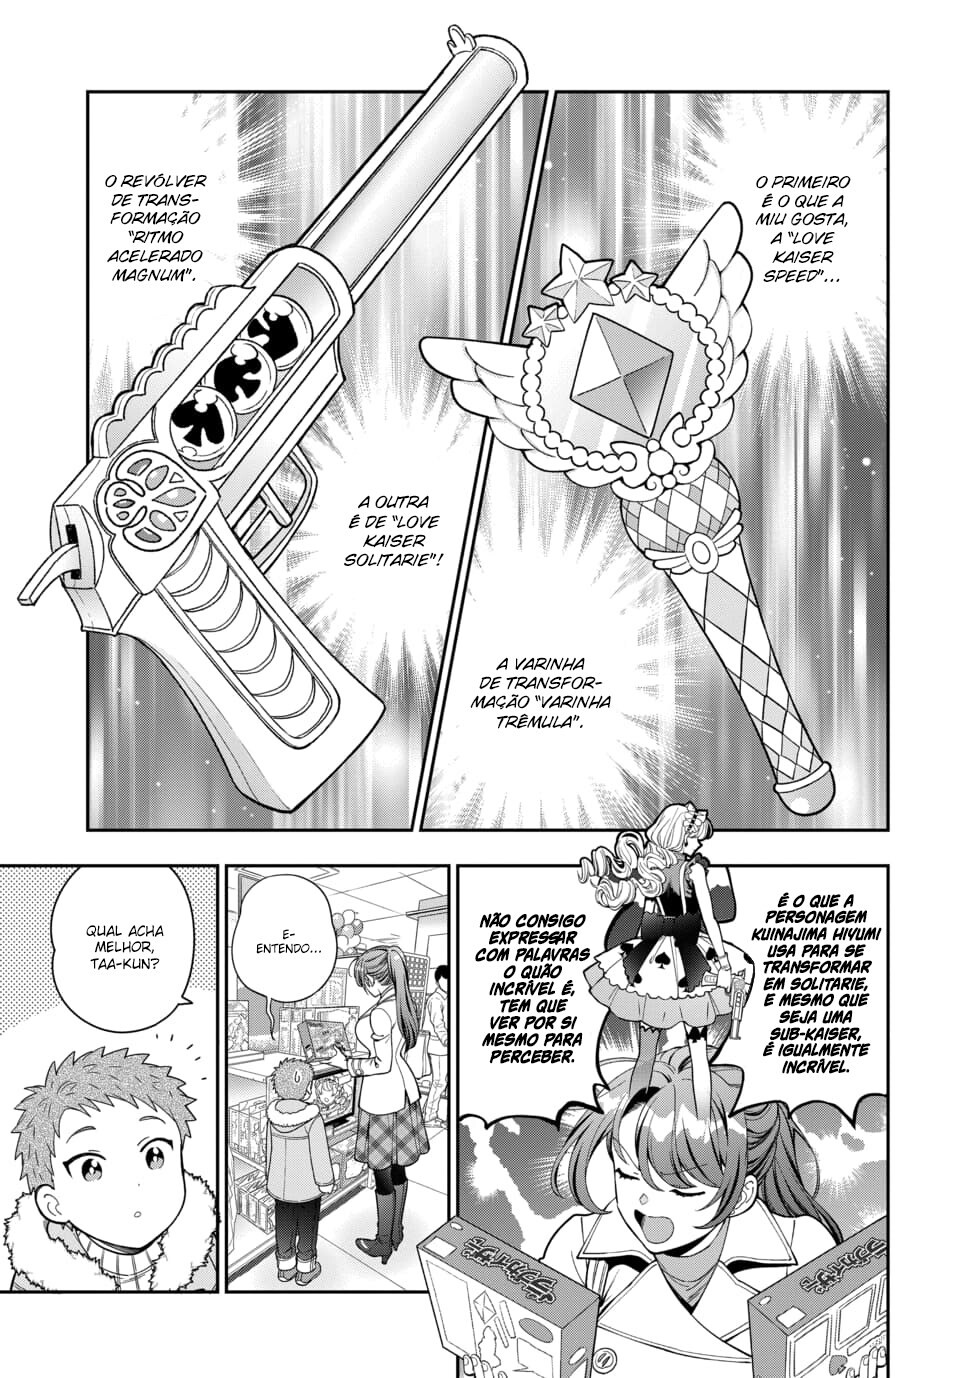 O PRIMEIRO
É O QUE A
MIU GOSTA,
A "LOVE
KAISER
SPEED"...
A VARINHA
DE TRANSFOR-
MAÇÃO "VARINHA
TRÊMULA".
O REVÓLVER
DE TRANS-
FORMAÇÃO
"RITMO
ACELERADO
MAGNUM".
A OUTRA
É DE "LOVE
KAISER
SOLITARIE"!
É O QUE A
PERSONAGEM
KUINAJIMA HIYUMI
USA PARA SE
TRANSFORMAR
EM SOLITARIE,
E MESMO QUE
SEJA UMA
SUB-KAISER,
É IGUALMENTE
INCRÍVEL.
NÃO CONSIGO
EXPRESSAR
COM PALAVRAS
O QUÃO
INCRÍVEL É,
TEM QUE
VER POR SI
MESMO PARA
PERCEBER.
E-
ENTENDO...
QUAL ACHA
MELHOR,
TAA-KUN?